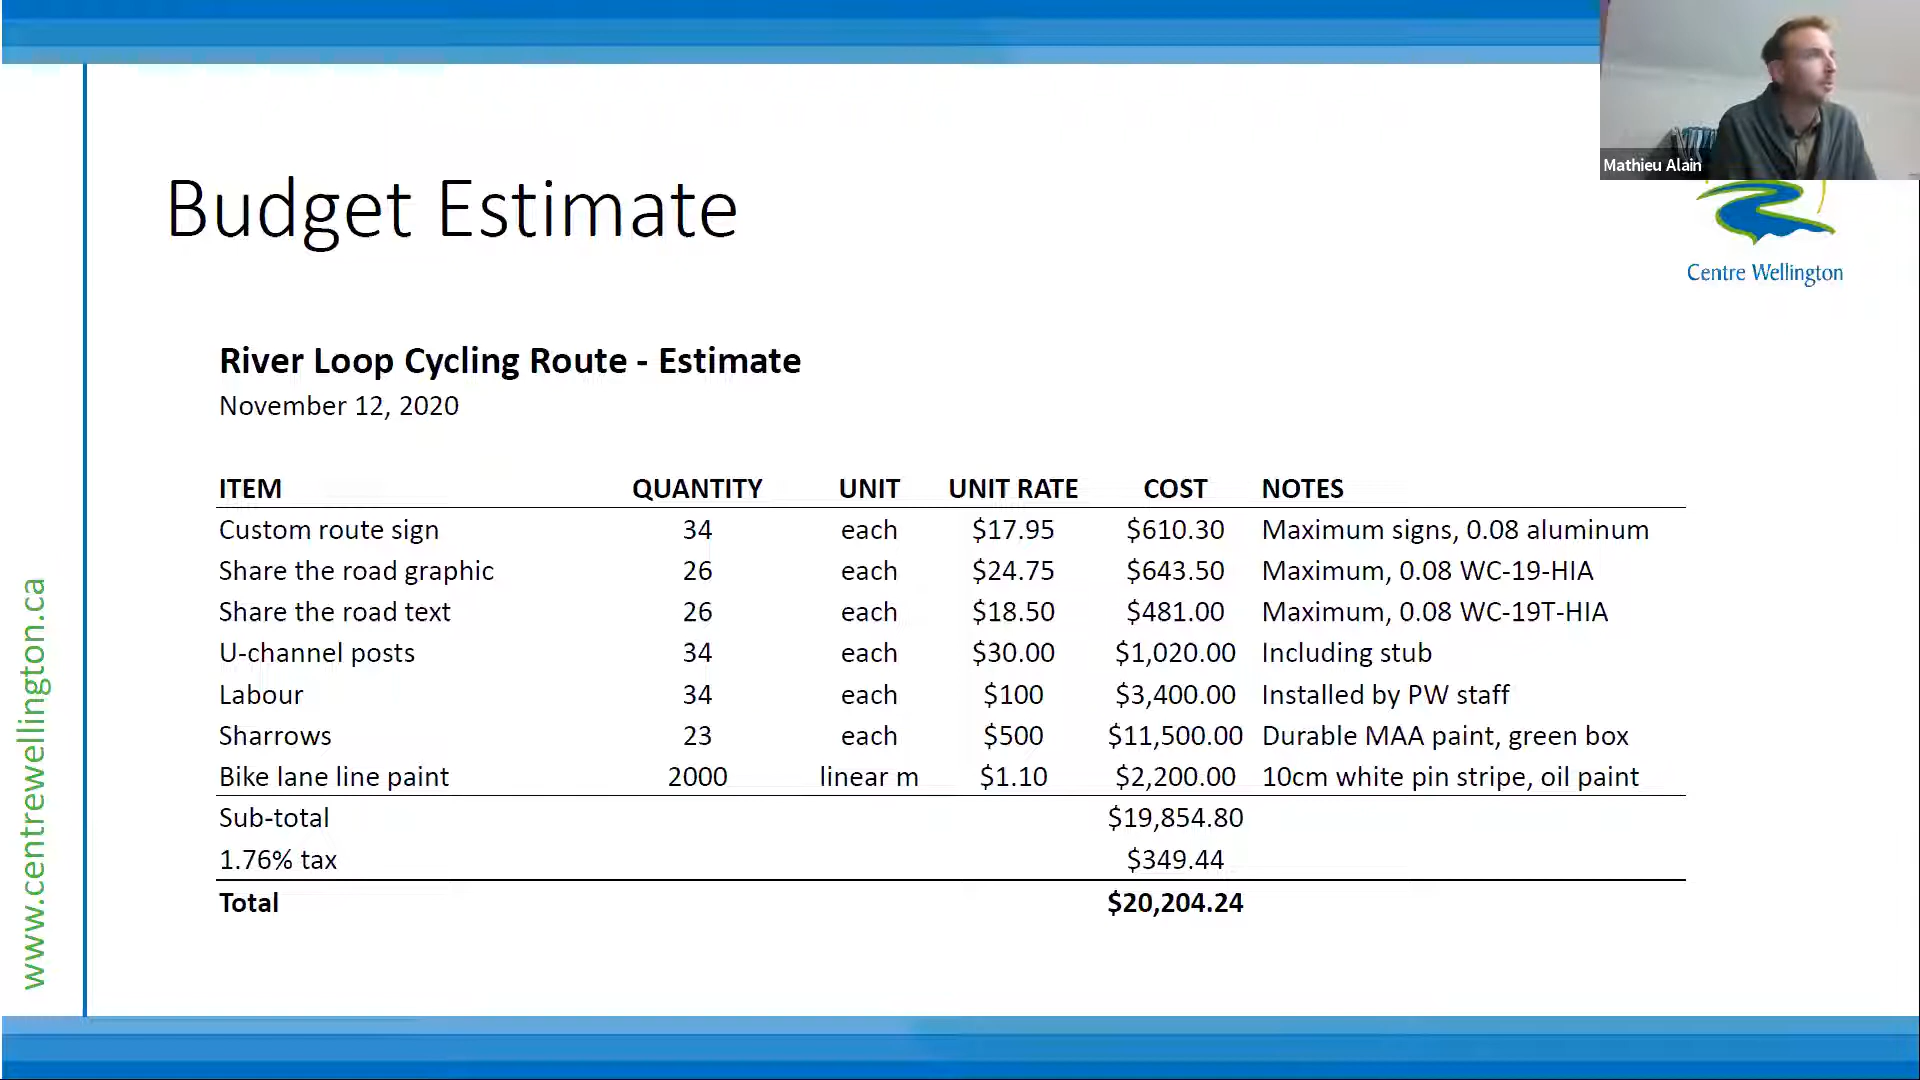 Mathieu Alain
Centre Wellington
Budget Estimate
River Loop Cycling Route - Estimate
November 12, 2020
ITEM QUANTITY UNIT UNIT RATE COST NOTES
Custom route sign 34 each $17.95 $610.30 Maximum signs, 0.08 aluminum
Share the road graphic 26 each $24.75 $643.50 Maximum, 0.08 WC-19-HIA
Share the road text 26 each $18.50 $481.00 Maximum, 0.08 WC-19T-HIA
U-channel posts 34 each $30.00 $1,020.00 Including stub
Labour 34 each $100 $3,400.00 Installed by PW staff
Sharrows 23 each $500 $11,500.00 Durable MAA paint, green box
Bike lane line paint 2000 linear m $1.10 $2,200.00 10cm white pin stripe, oil paint
Sub-total $19,854.80
1.76% tax $349.44
Total $20,204.24
www.centrewellington.ca